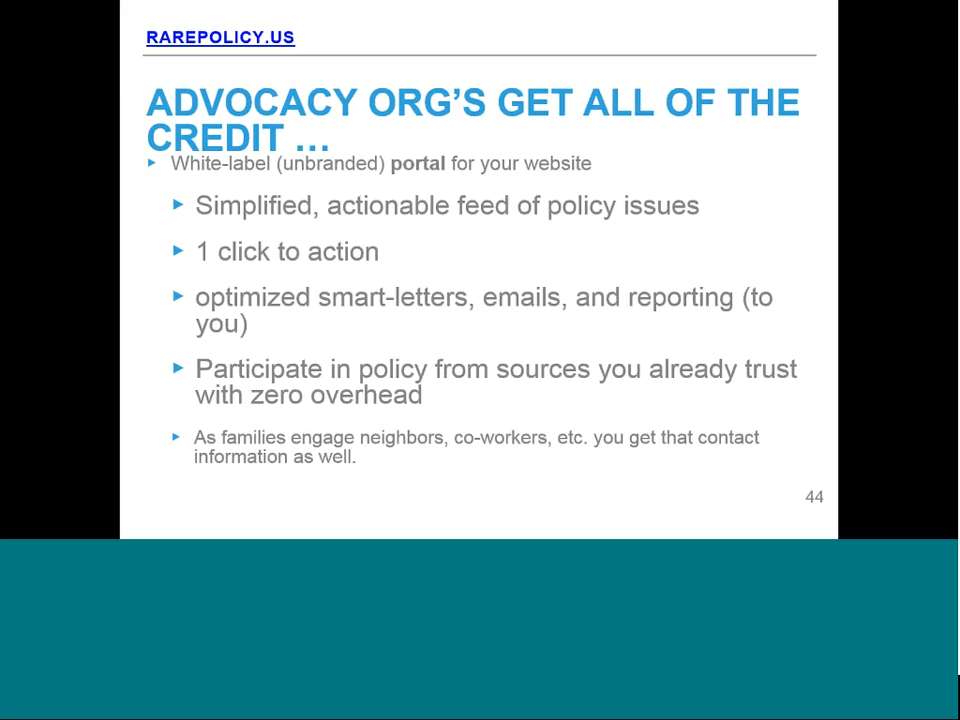 RAREPOLICY.US
ADVOCACY ORG’S GET ALL OF THE
CREDIT …
White-label (unbranded) portal for your website
Simplified, actionable feed of policy issues
1 click to action
optimized smart-letters, emails, and reporting (to
you)
Participate in policy from sources you already trust
with zero overhead
As families engage neighbors, co-workers, etc. you get that contact
information as well.
44